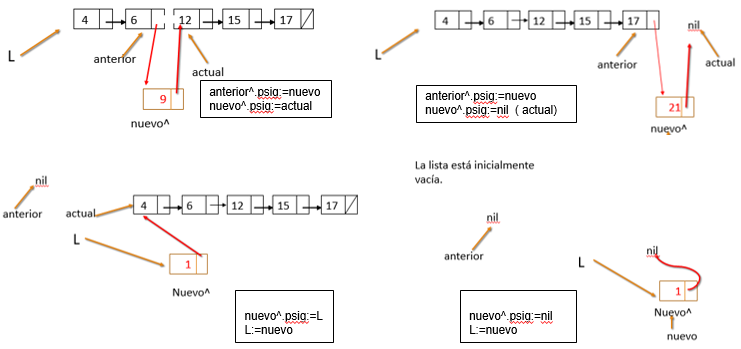 4 6 12 15 17
L
anterior
actual
9
nuevo^
anterior^.psig:=nuevo
nuevo^.psig:=actual
4 6 12 15 17
nil
L
anterior
actual
21
nuevo^
anterior^.psig:=nuevo
nuevo^.psig:=nil ( actual)
nil
anterior
actual
4 6 12 15 17
L
1
Nuevo^
nuevo^.psig:=L
L:=nuevo
La lista está inicialmente
vacía.
nil
anterior
nil
L
1
Nuevo^
nuevo
nuevo^.psig:=nil
L:=nuevo